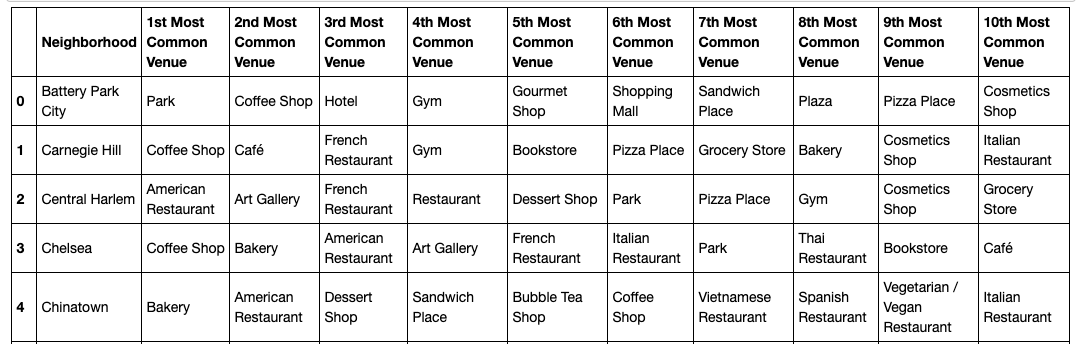 Neighborhood 1st Most Common Venue 2nd Most Common Venue 3rd Most Common Venue 4th Most Common Venue 5th Most Common Venue 6th Most Common Venue 7th Most Common Venue 8th Most Common Venue 9th Most Common Venue 10th Most Common Venue
0 Battery Park City Park Coffee Shop Hotel Gym Gourmet Shop Shopping Mall Sandwich Place Plaza Pizza Place Cosmetics Shop
1 Carnegie Hill Coffee Shop Café French Restaurant Gym Bookstore Pizza Place Grocery Store Bakery Cosmetics Shop Italian Restaurant
2 Central Harlem American Restaurant Art Gallery French Restaurant Restaurant Dessert Shop Park Pizza Place Gym Cosmetics Shop Grocery Store
3 Chelsea Coffee Shop Bakery American Restaurant Art Gallery French Restaurant Italian Restaurant Park Thai Restaurant Bookstore Café
4 Chinatown Bakery American Restaurant Dessert Shop Sandwich Place Bubble Tea Shop Coffee Shop Vietnamese Restaurant Spanish Restaurant Vegetarian / Vegan Restaurant Italian Restaurant